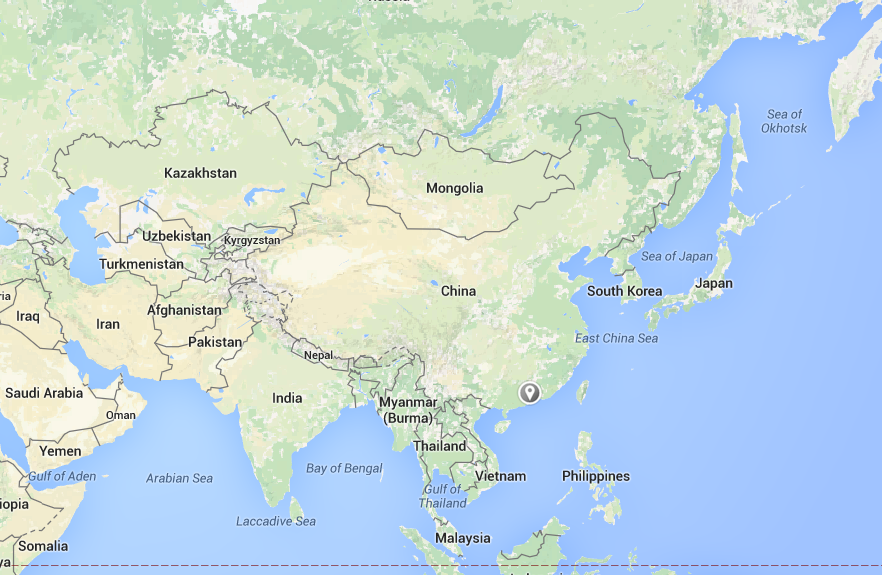 Sea of
Okhotsk
Kazakhstan
Mongolia
Uzbekistan
Kyrgyzstan
Turkmenistan
Sea of Japan
Japan
South Korea
China
Afghanistan
Iraq
Iran
East China Sea
Pakistan
Nepal
Saudi Arabia
India
Oman
Myanmar
(Burma)
Thailand
Yemen
Bay of Bengal
Gulf of Aden
Arabian Sea
Vietnam
Philippines
Gulf of
Thailand
iopia
Laccadive Sea
Malaysia
Somalia